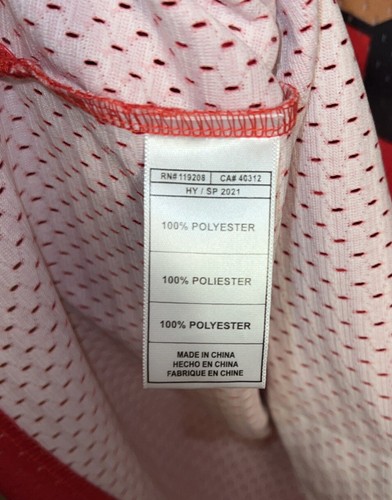 RN# 119208 | CA# 40312
HY / SP 2021
100% POLYESTER
100% POLIESTER
100% POLYESTER
MADE IN CHINA
HECHO EN CHINA
FABRIQUE EN CHINE